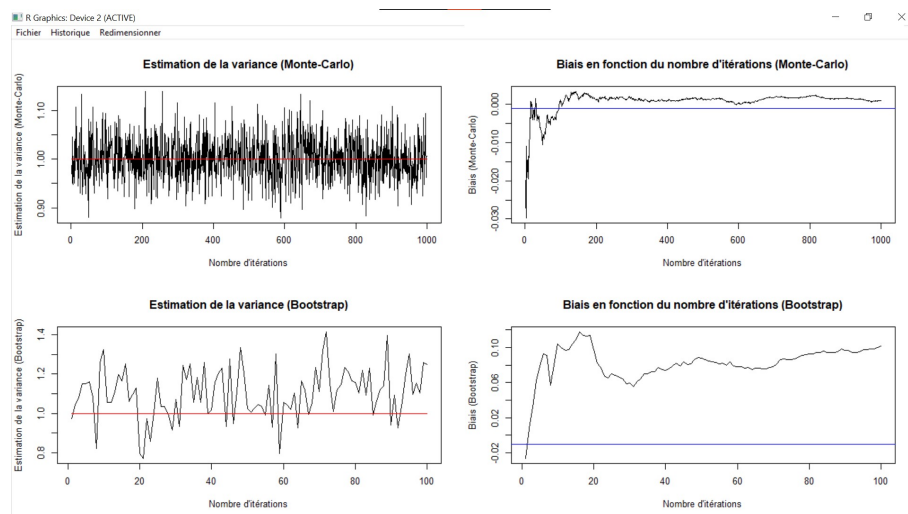 R Graphics: Device 2 (ACTIVE)
Fichier Historique Redimensionner
Estimation de la variance (Monte-Carlo)
Estimation de la variance (Monte-Carlo)
0.90 1.00 1.10
0 200 400 600 800 1000
Nombre d'itérations
Biais en fonction du nombre d'itérations (Monte-Carlo)
Biais (Monte-Carlo)
-0.030 -0.020 -0.010 0.000
0 200 400 600 800 1000
Nombre d'itérations
Estimation de la variance (Bootstrap)
Estimation de la variance (Bootstrap)
0.8 1.0 1.2 1.4
0 20 40 60 80 100
Nombre d'itérations
Biais en fonction du nombre d'itérations (Bootstrap)
Biais (Bootstrap)
-0.02 0.02 0.06 0.10
0 20 40 60 80 100
Nombre d'itérations